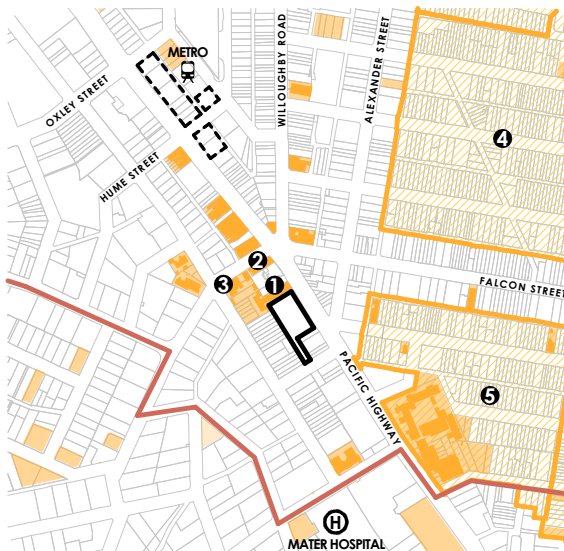 METRO
OXLEY STREET
WILLOUGHBY ROAD
ALEXANDER STREET
4
HUME STREET
2
3
1
FALCON STREET
PACIFIC HIGHWAY
5
H
MATER HOSPITAL